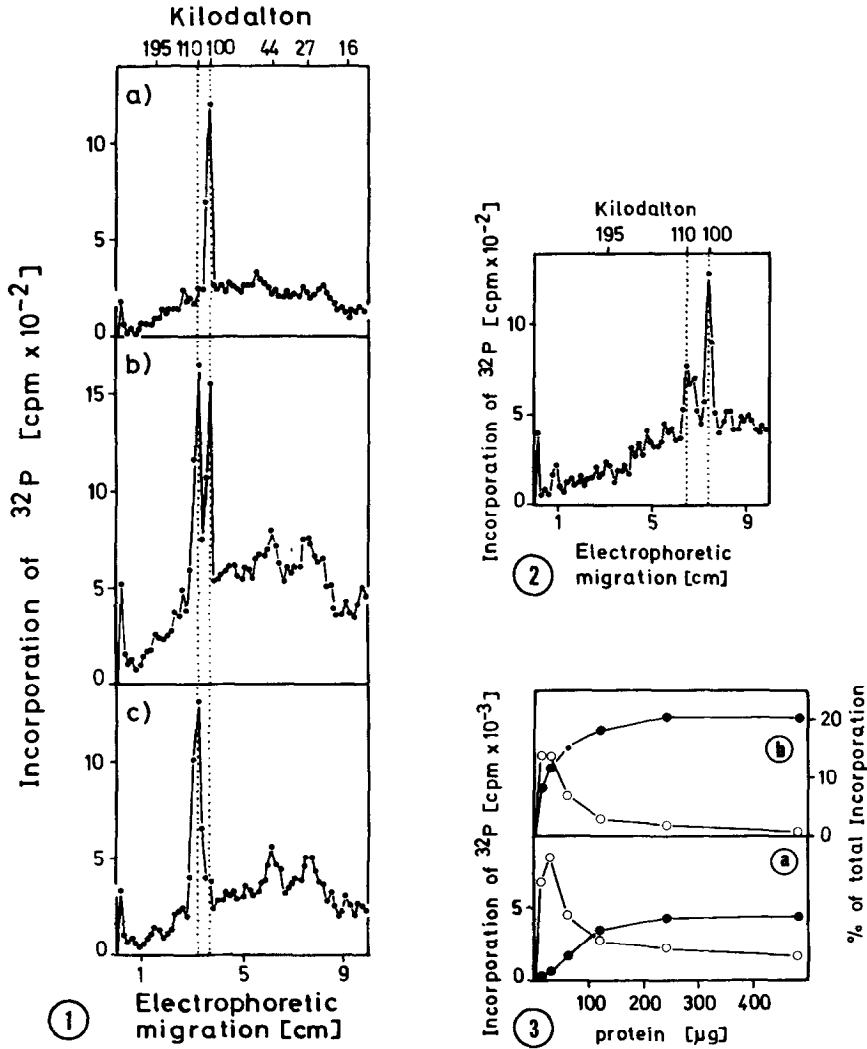 Kilodalton
195 110 100 44 27 16
a)
10
5
0
b)
15
10
5
0
c)
10
5
0
1 5 9
Incorporation of 32P [cpm x 10-2]
Electrophoretic
migration [cm]
1
Kilodalton
195 110 100
10
5
0
1 5 9
Incorporation of 32P [cpm x 10-2]
Electrophoretic
migration [cm]
2
b
20
10
0
a
5
0
100 200 300 400
Incorporation of 32P [cpm x 10-3]
% of total Incorporation
protein [µg]
3